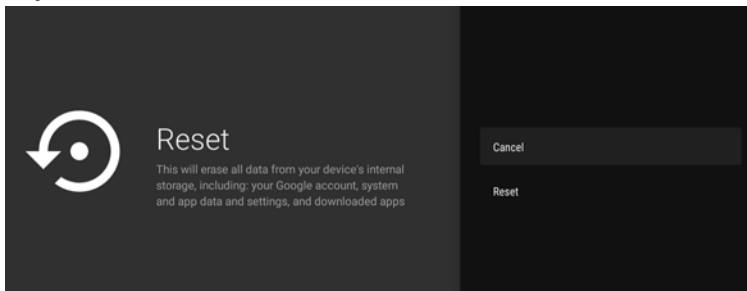 Reset
This will erase all data from your device's internal
storage, including: your Google account, system
and app data and settings, and downloaded apps
Cancel
Reset